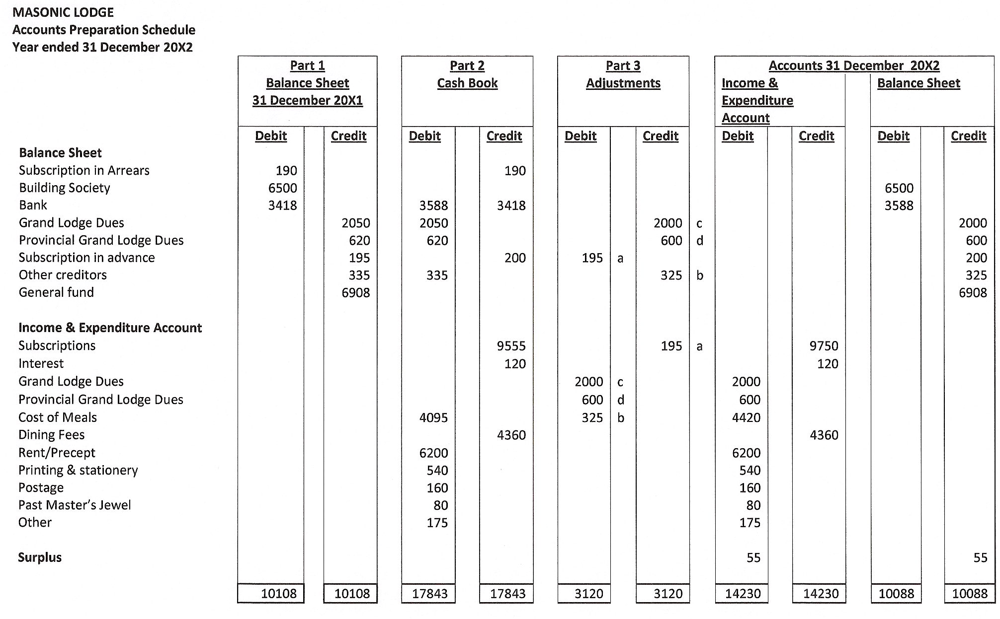 MASONIC LODGE
Accounts Preparation Schedule
Year ended 31 December 20X2
Part 1 Part 2 Part 3 Accounts 31 December 20X2
Balance Sheet Cash Book Adjustments Income & Balance Sheet
31 December 20X1 Expenditure
Account
Debit Credit Debit Credit Debit Credit Debit Credit Debit Credit
Balance Sheet
Subscription in Arrears 190 190
Building Society 6500 6500
Bank 3418 3588 3418 3588
Grand Lodge Dues 2050 2050 2000 c 2000
Provincial Grand Lodge Dues 620 620 600 d 600
Subscription in advance 195 200 195 a 200
Other creditors 335 335 325 b 325
General fund 6908 6908
Income & Expenditure Account
Subscriptions 9555 195 a 9750
Interest 120 120
Grand Lodge Dues 2000 c 2000
Provincial Grand Lodge Dues 600 d 600
Cost of Meals 4095 325 b 4420
Dining Fees 4360 4360
Rent/Precept 6200 6200
Printing & stationery 540 540
Postage 160 160
Past Master’s Jewel 80 80
Other 175 175
Surplus 55 55
10108 10108 17843 17843 3120 3120 14230 14230 10088 10088